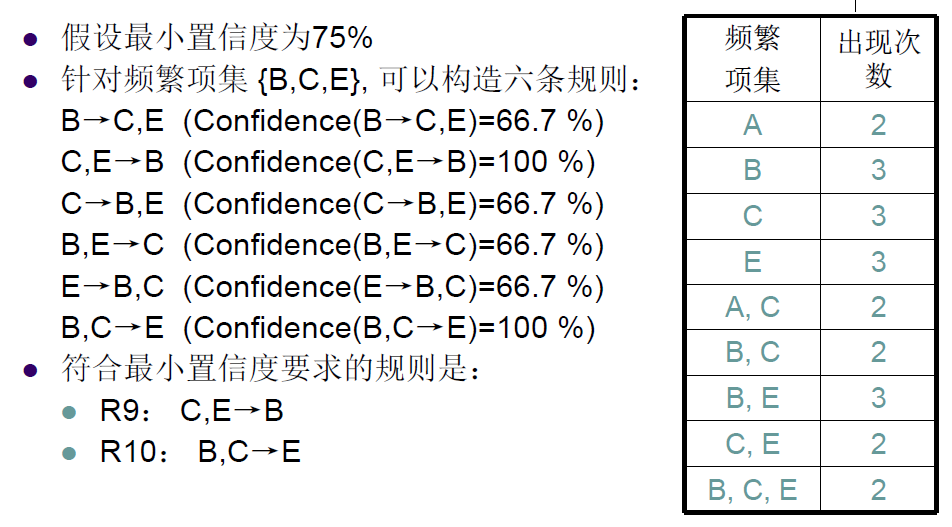 假设最小置信度为75%
针对频繁项集 {B,C,E}, 可以构造六条规则：
B→C,E (Confidence(B→C,E)=66.7 %)
C,E→B (Confidence(C,E→B)=100 %)
C→B,E (Confidence(C→B,E)=66.7 %)
B,E→C (Confidence(B,E→C)=66.7 %)
E→B,C (Confidence(E→B,C)=66.7 %)
B,C→E (Confidence(B,C→E)=100 %)
符合最小置信度要求的规则是：
R9： C,E→B
R10： B,C→E
频繁
项集
出现次
数
A 2
B 3
C 3
E 3
A, C 2
B, C 2
B, E 3
C, E 2
B, C, E 2